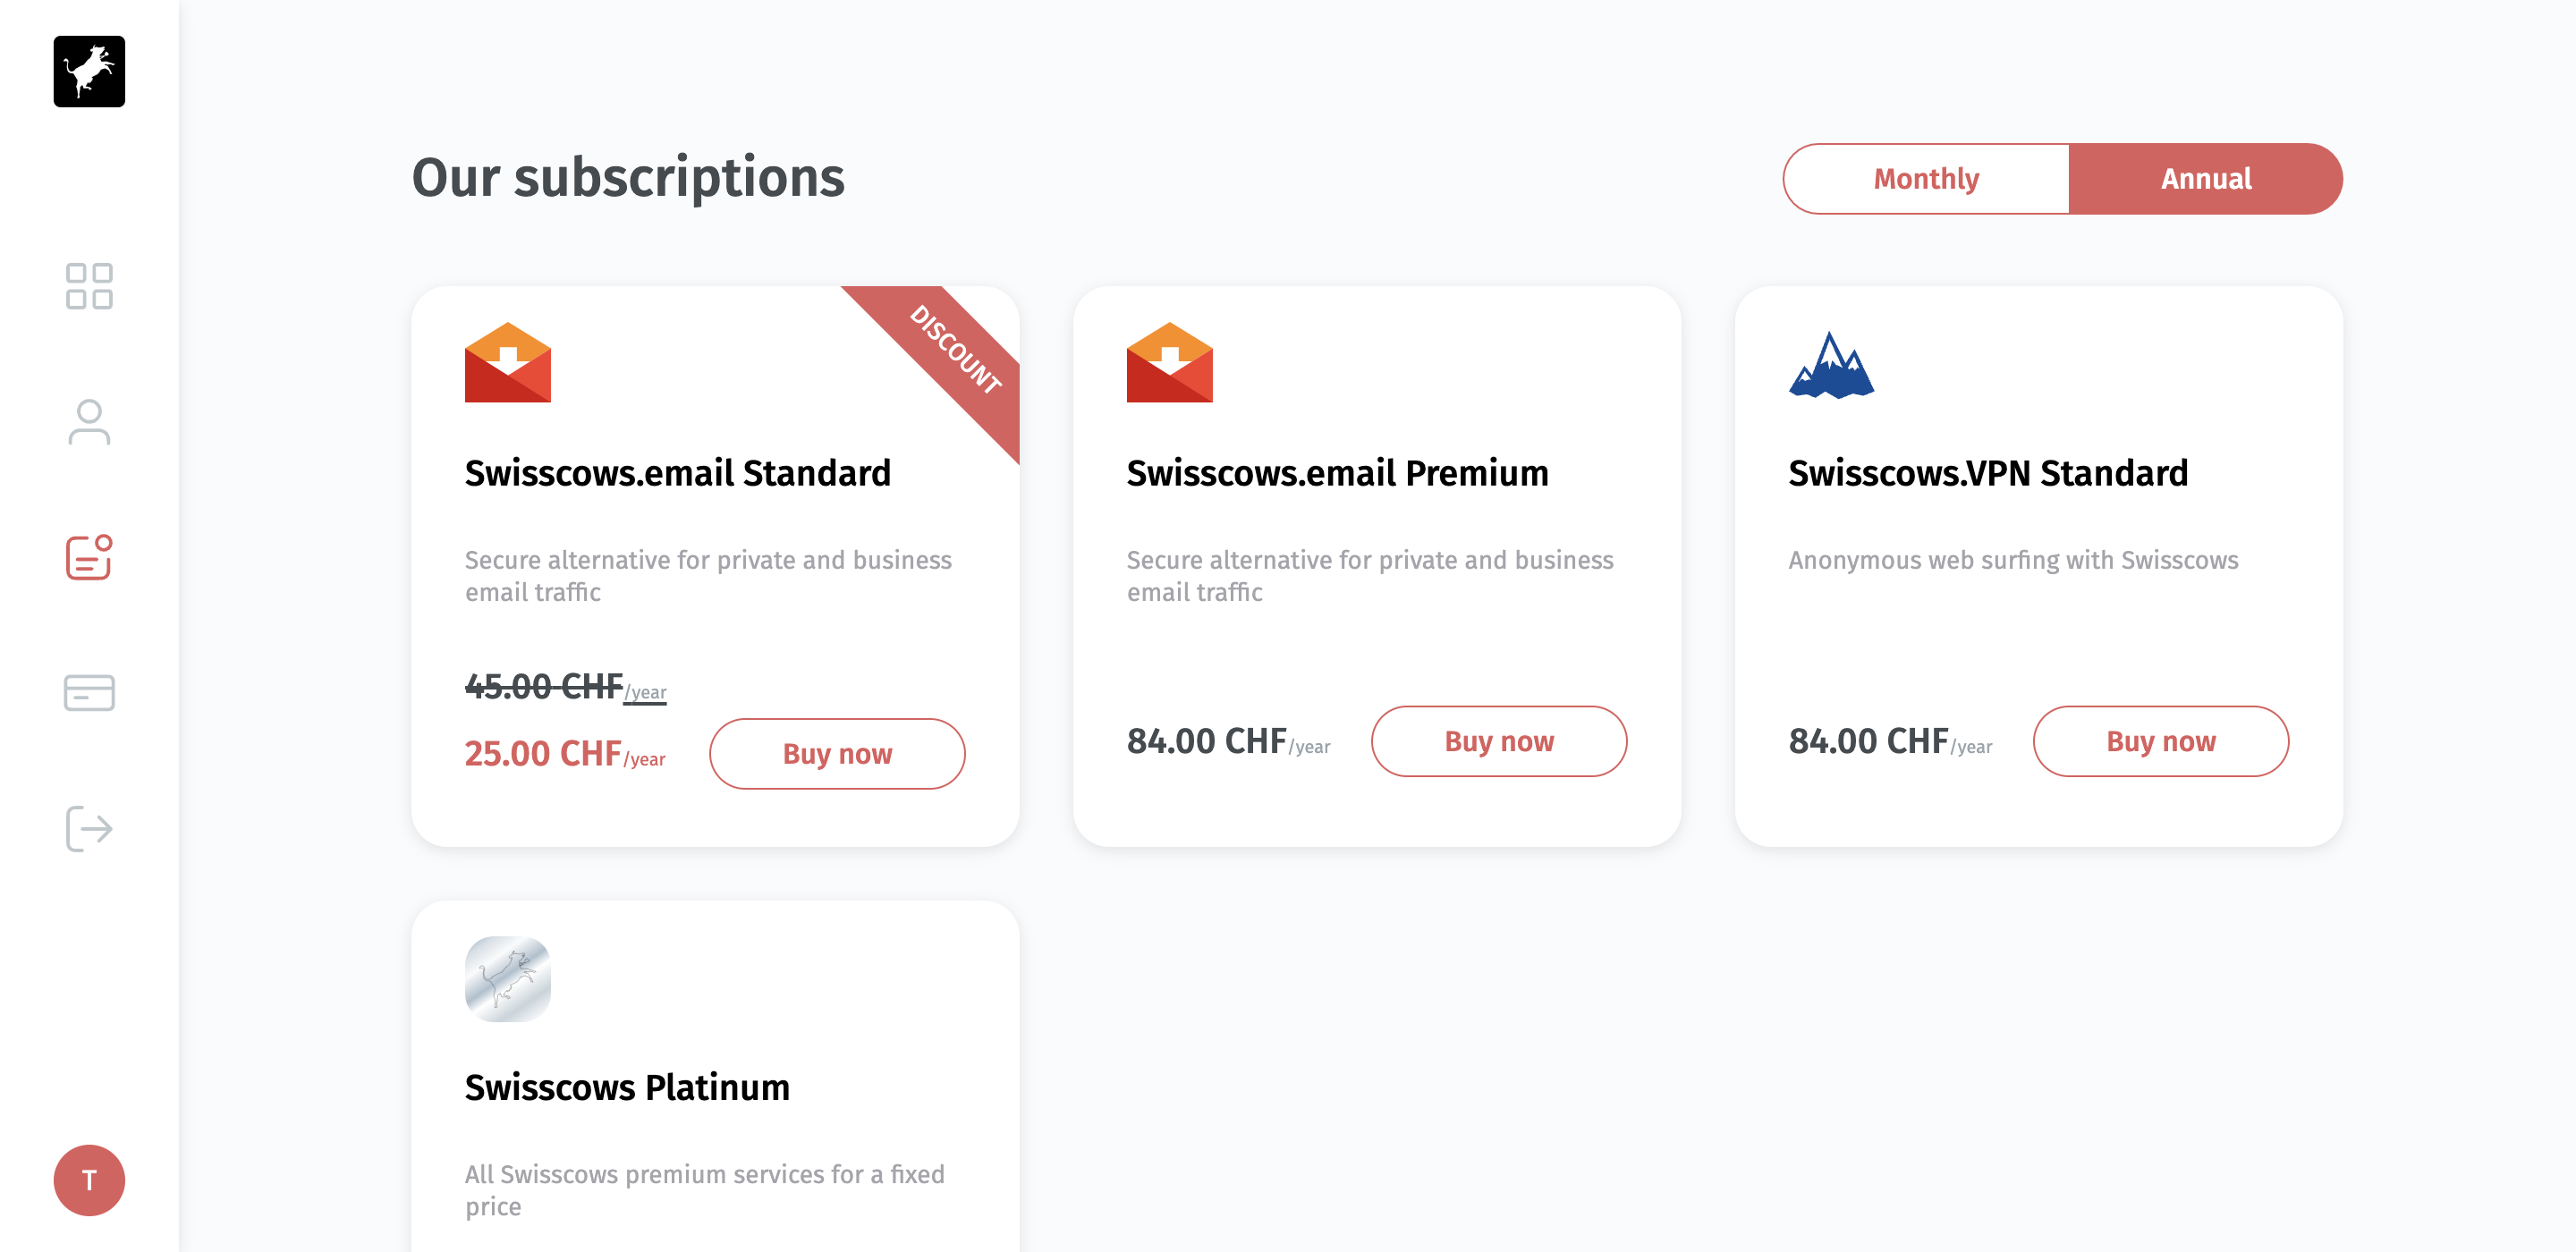 Our subscriptions
Monthly
Annual
DISCOUNT
Swisscows.email Standard
Secure alternative for private and business
email traffic
45.00 CHF/year
25.00 CHF/year
Buy now
Swisscows.email Premium
Secure alternative for private and business
email traffic
84.00 CHF/year
Buy now
Swisscows.VPN Standard
Anonymous web surfing with Swisscows
84.00 CHF/year
Buy now
Swisscows Platinum
All Swisscows premium services for a fixed
price
T